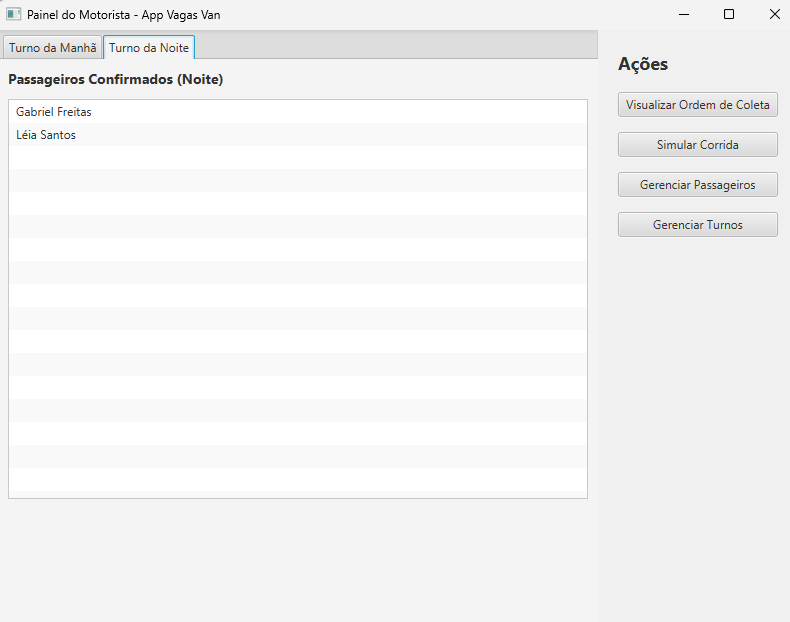 Painel do Motorista - App Vagas Van
Turno da Manhã
Turno da Noite
Passageiros Confirmados (Noite)
Gabriel Freitas
Léia Santos
Ações
Visualizar Ordem de Coleta
Simular Corrida
Gerenciar Passageiros
Gerenciar Turnos